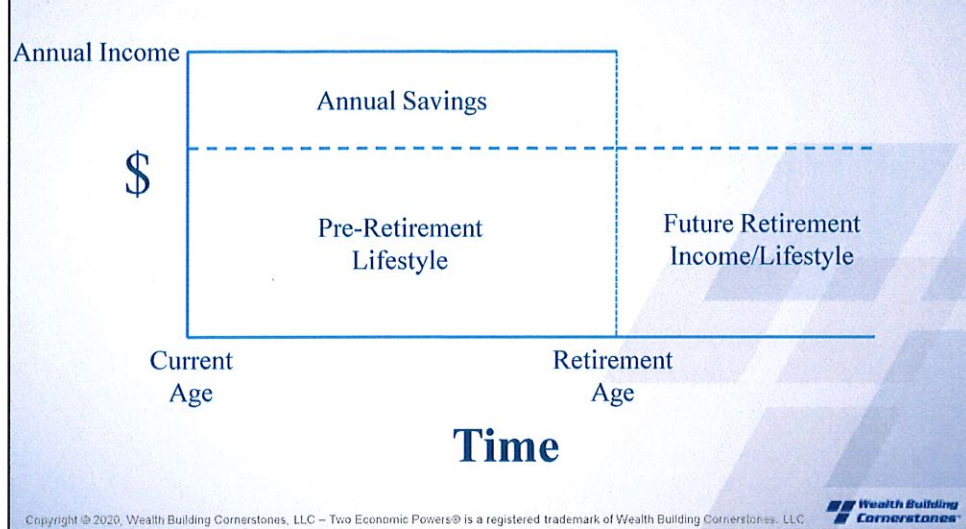 Annual Income
Annual Savings
$
Pre-Retirement
Lifestyle
Future Retirement
Income/Lifestyle
Current
Age
Retirement
Age
Time
Copyright © 2020, Wealth Building Cornerstones, LLC – Two Economic Powers® is a registered trademark of Wealth Building Cornerstones, LLC
Wealth Building
Cornerstones